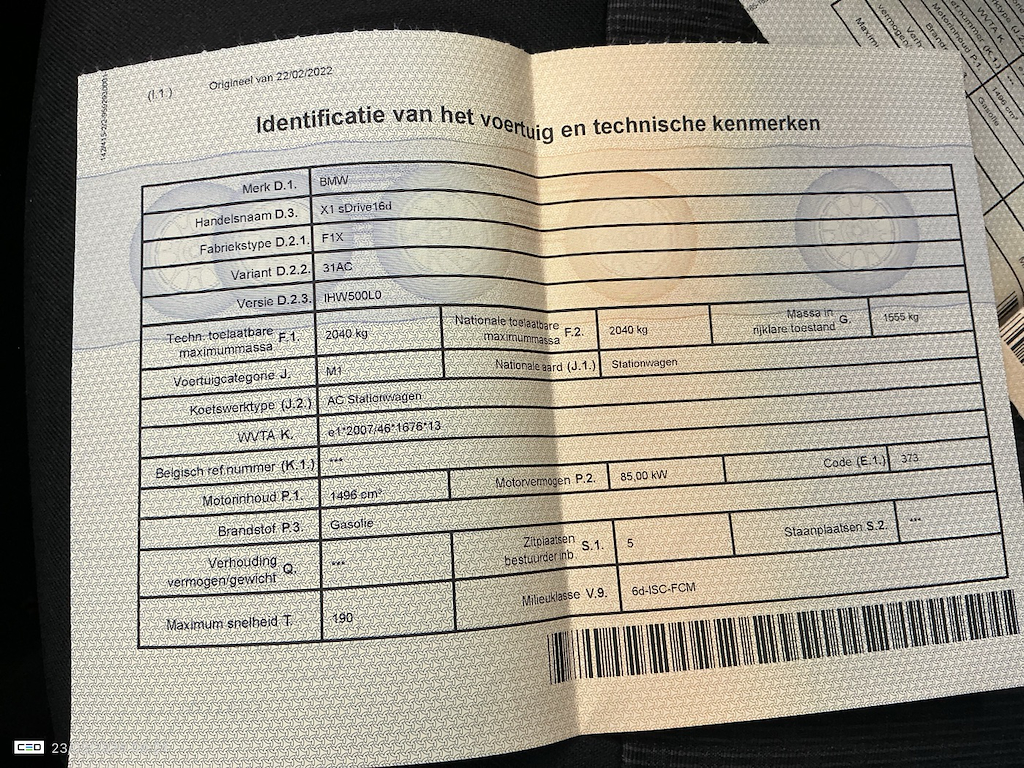 (I.1.) Origineel van 22/02/2022
Identificatie van het voertuig en technische kenmerken
Merk D.1. BMW
Handelsnaam D.3. X1 sDrive16d
Fabriekstype D.2.1. F1X
Variant D.2.2. 31AC
Versie D.2.3. IHW500L0
Techn. toelaatbare maximummassa F.1. 2040 kg Nationale toelaatbare maximummassa F.2. 2040 kg Massa in rijklare toestand G. 1555 kg
Voertuigcategorie J. M1 Nationale aard (J.1.) Stationwagen
Koetswerktype (J.2.) AC Stationwagen
WVTA K. e1*2007/46*1676*13
Belgisch ref.nummer (K.1.) ***
Motorinhoud P.1. 1496 cm³ Motorvermogen P.2. 85,00 kW Code (E.1.) 373
Brandstof P.3. Gasolie
Verhouding vermogen/gewicht Q. *** Zitplaatsen bestuurder inb. S.1. 5 Staanplaatsen S.2. ***
Maximum snelheid T. 190 Milieuklasse V.9. 6d-ISC-FCM
CEO